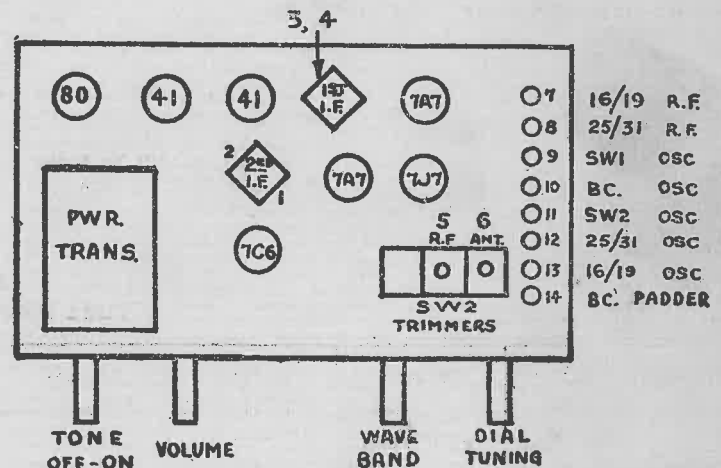 3, 4
80
41
41
1ST
I.F.
7A7
7 16/19 R.F.
8 25/31 R.F.
9 SW1 OSC
10 BC. OSC
11 SW2 OSC
12 25/31 OSC
13 16/19 OSC
14 BC. PADDER
2
2ND
I.F.
1
7A7
7J7
PWR.
TRANS.
7C6
5 6
R.F ANT.
SW2
TRIMMERS
TONE
OFF-ON
VOLUME
WAVE
BAND
DIAL
TUNING